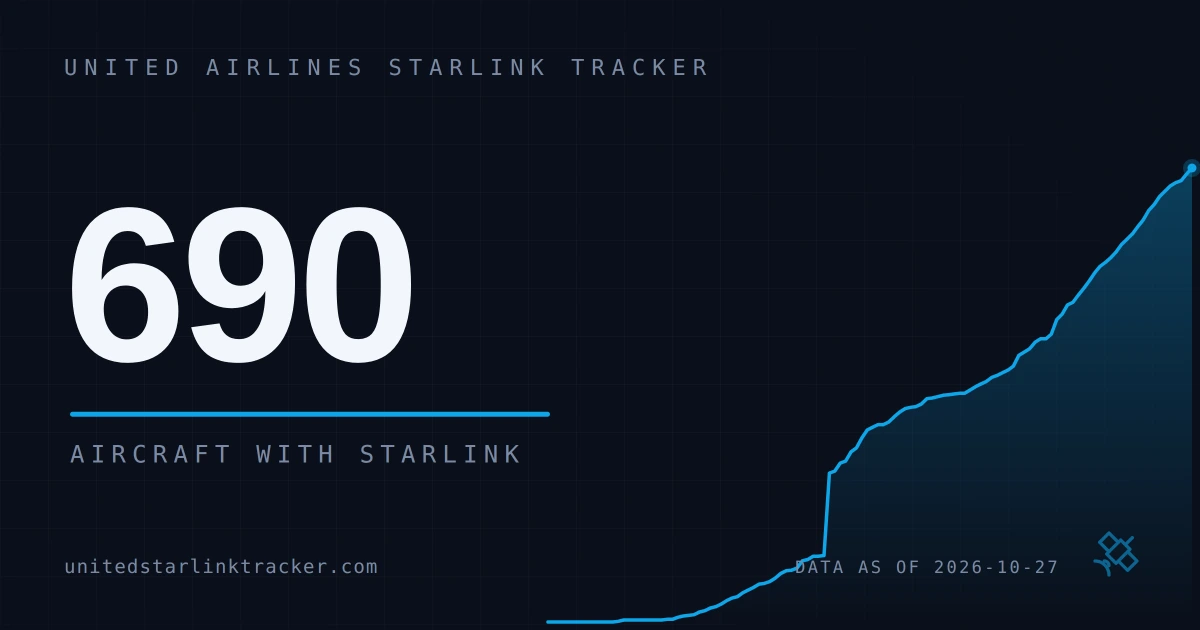 UNITED AIRLINES STARLINK TRACKER
690
AIRCRAFT WITH STARLINK
unitedstarlinktracker.com
DATA AS OF 2026-10-27